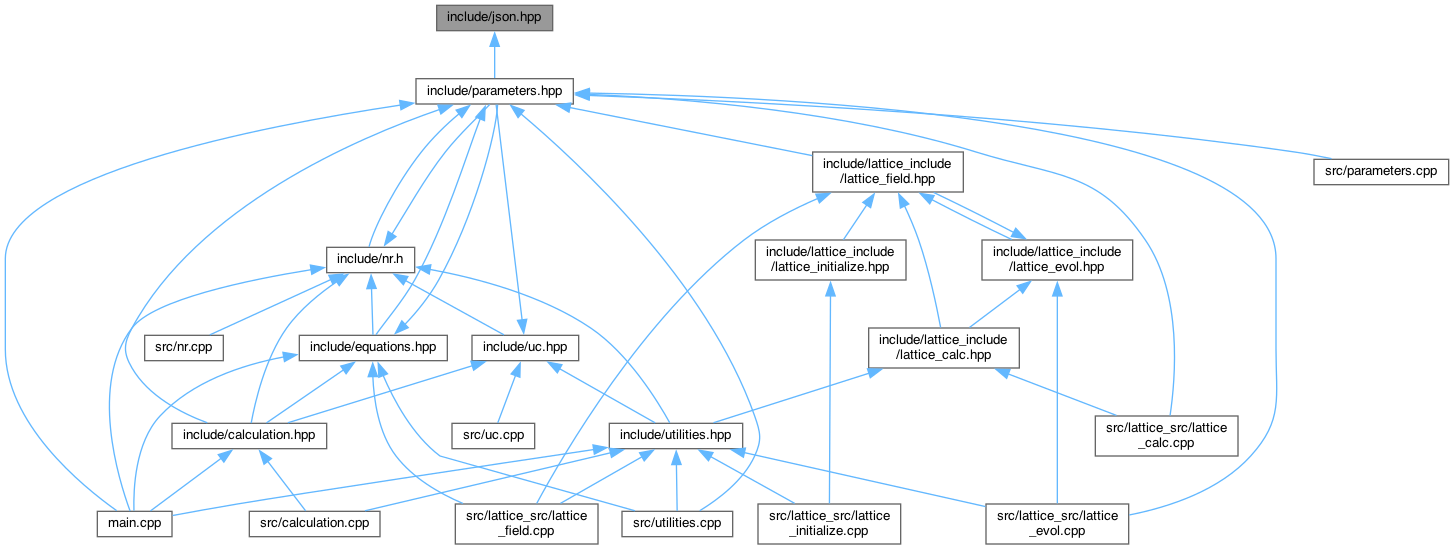 include/json.hpp
include/parameters.hpp
include/lattice_include
/lattice_field.hpp
src/parameters.cpp
include/nr.h
include/lattice_include
/lattice_initialize.hpp
include/lattice_include
/lattice_evol.hpp
src/nr.cpp
include/equations.hpp
include/uc.hpp
include/lattice_include
/lattice_calc.hpp
include/calculation.hpp
src/uc.cpp
include/utilities.hpp
src/lattice_src/lattice
_calc.cpp
main.cpp
src/calculation.cpp
src/lattice_src/lattice
_field.cpp
src/utilities.cpp
src/lattice_src/lattice
_initialize.cpp
src/lattice_src/lattice
_evol.cpp